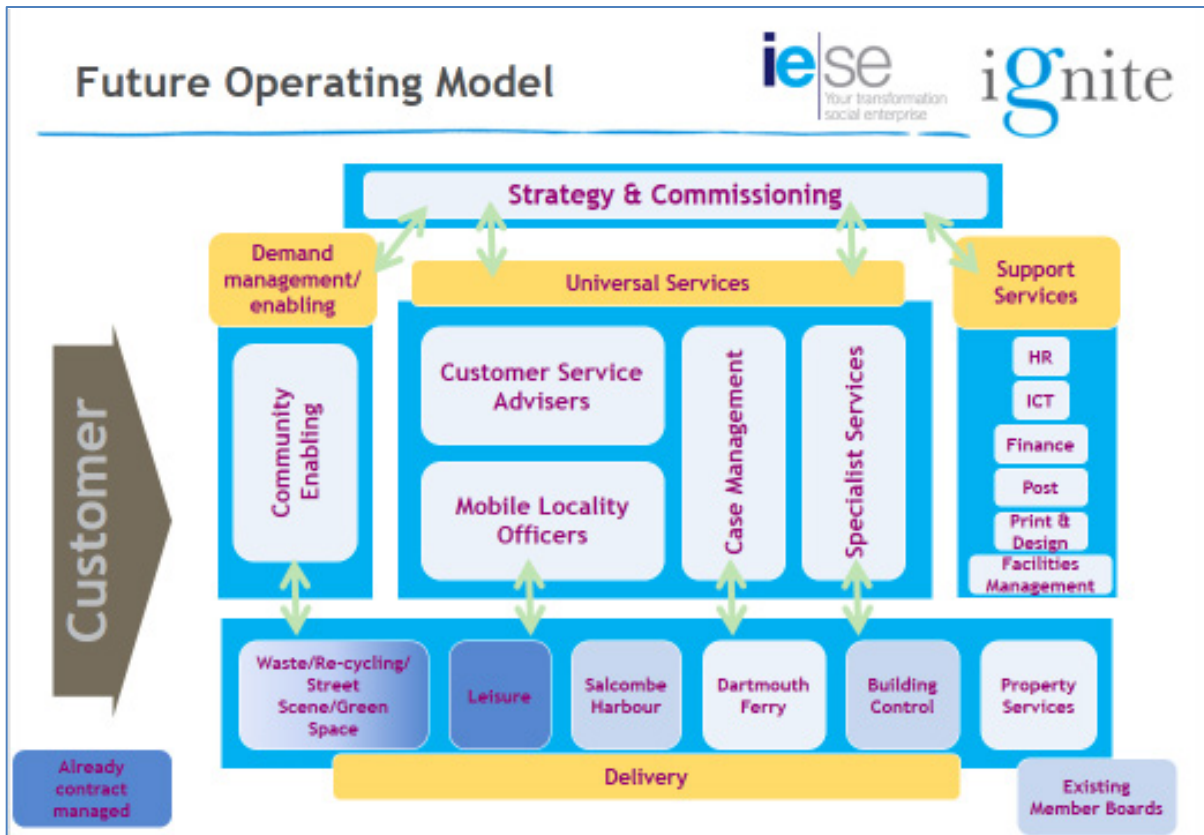 Future Operating Model
ie|se
Your transformation
social enterprise
ignite
Strategy & Commissioning
Demand
management/
enabling
Universal Services
Support
Services
Customer
Community
Enabling
Customer Service
Advisers
Mobile Locality
Officers
Case Management
Specialist Services
HR
ICT
Finance
Post
Print &
Design
Facilities
Management
Waste/Re-cycling/
Street
Scene/Green
Space
Leisure
Salcombe
Harbour
Dartmouth
Ferry
Building
Control
Property
Services
Already
contract
managed
Delivery
Existing
Member Boards